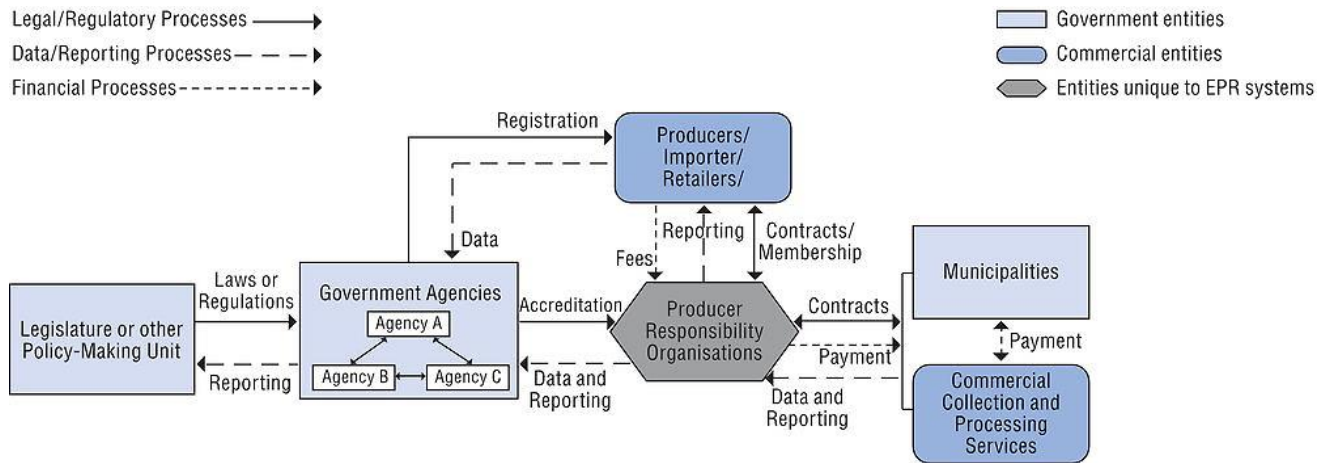 Legal/Regulatory Processes
Data/Reporting Processes
Financial Processes
Government entities
Commercial entities
Entities unique to EPR systems
Registration
Producers/
Importer/
Retailers/
Data
Fees
Reporting
Contracts/
Membership
Laws or
Regulations
Government Agencies
Agency A
Agency B
Agency C
Accreditation
Producer
Responsibility
Organisations
Contracts
Payment
Municipalities
Payment
Legislature or other
Policy-Making Unit
Reporting
Data and
Reporting
Data and
Reporting
Commercial
Collection and
Processing
Services